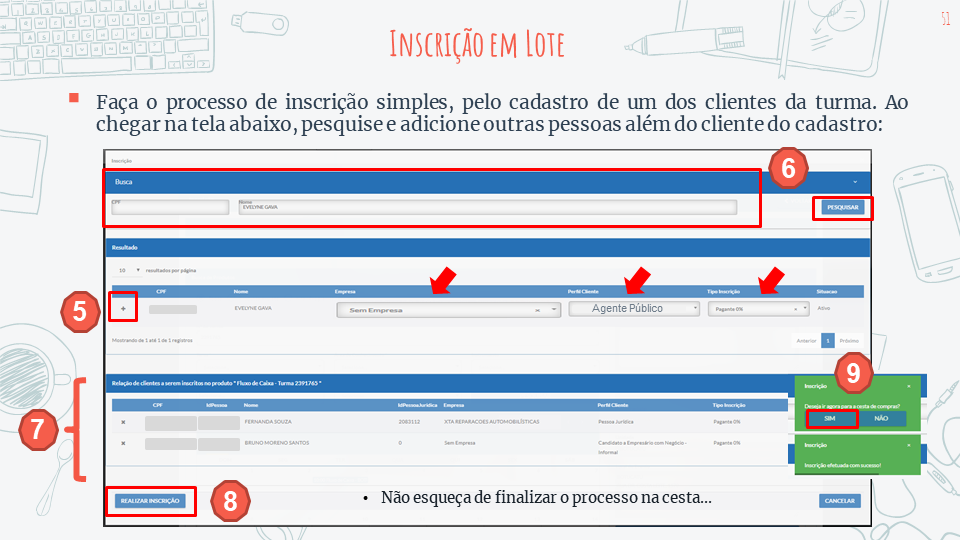 51
Inscrição em Lote
Faça o processo de inscrição simples, pelo cadastro de um dos clientes da turma. Ao
chegar na tela abaixo, pesquise e adicione outras pessoas além do cliente do cadastro:
Inscrição
6
Busca
CPF Nome
EVELYNE GAVA
PESQUISAR
Resultado
10 resultados por página
CPF Nome Empresa Perfil Cliente Tipo Inscrição Situacao
5
+ EVELYNE GAVA Sem Empresa × Agente Público Pagante 0% × Ativo
Mostrando de 1 até 1 de 1 registros
Anterior 1 Próximo
9
Relação de clientes a serem inscritos no produto " Fluxo de Caixa - Turma 2391763 "
Inscrição ×
Deseja ir agora para a cesta de compras?
SIM NÃO
CPF MPessoa Nome MPessoaJuridica Empresa Perfil Cliente Tipo Inscrição
7
× FERNANDA SOUZA 2083112 XTA REPARACOES AUTOMOBILÍSTICAS Pessoa Jurídica Pagante 0%
× BRUNO MORENO SANTOS 0 Sem Empresa Candidato a Empresário com Negócio - Pagante 0%
Informal
Inscrição ×
Inscrição efetuada com sucesso!
REALIZAR INSCRIÇÃO
8
• Não esqueça de finalizar o processo na cesta...
CANCELAR